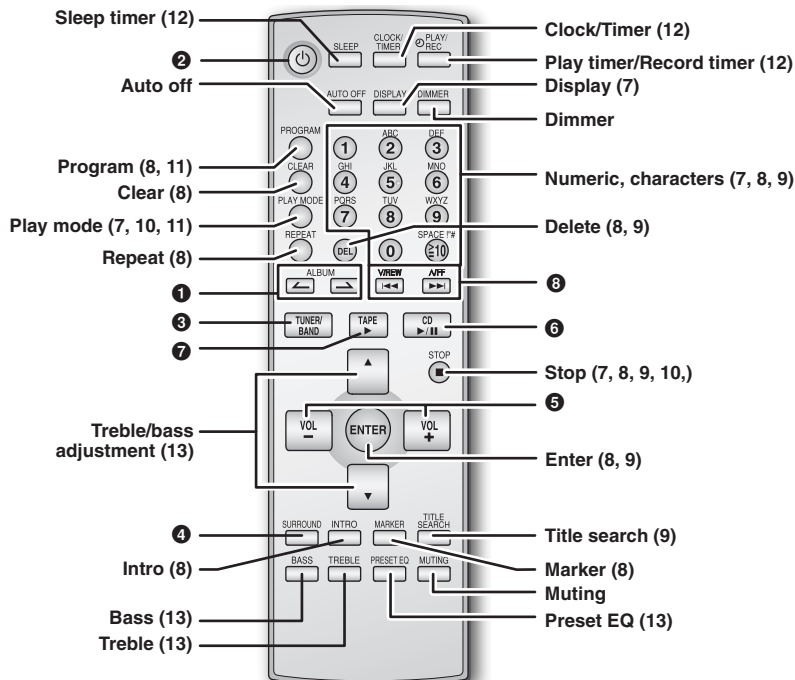 Sleep timer (12)
❷
Auto off
Program (8, 11)
Clear (8)
Play mode (7, 10, 11)
Repeat (8)
❶
❸
❼
Treble/bass
adjustment (13)
❹
Intro (8)
Bass (13)
Treble (13)
SLEEP
CLOCK/
TIMER
PLAY/
REC
AUTO OFF
DISPLAY
DIMMER
PROGRAM
ABC
DEF
1
2
3
CLEAR
GHI
JKL
MNO
4
5
6
PLAY MODE
PQRS
TUV
WXYZ
7
8
9
REPEAT
SPACE !"#
DEL
0
≧10
ALBUM
∨/REW
∧/FF
TUNER/
BAND
TAPE
CD
STOP
VOL
−
ENTER
VOL
+
SURROUND
INTRO
MARKER
TITLE
SEARCH
BASS
TREBLE
PRESET EQ
MUTING
Clock/Timer (12)
Play timer/Record timer (12)
Display (7)
Dimmer
Numeric, characters (7, 8, 9)
Delete (8, 9)
❽
❻
Stop (7, 8, 9, 10,)
❺
Enter (8, 9)
Title search (9)
Marker (8)
Muting
Preset EQ (13)